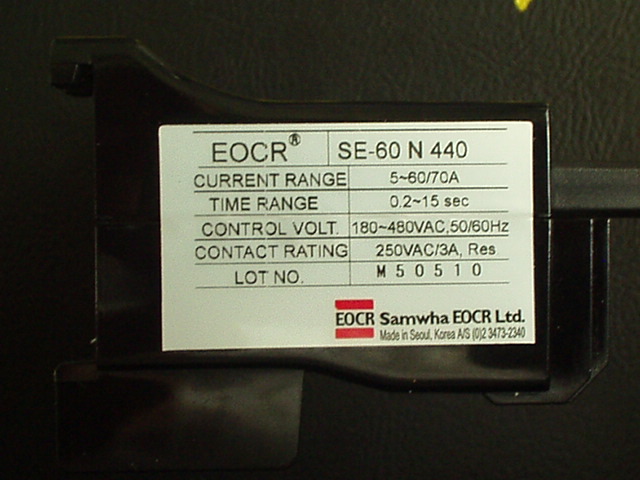 EOCR® SE-60 N 440
CURRENT RANGE 5~60/70A
TIME RANGE 0.2~15 sec
CONTROL VOLT. 180~480VAC,50/60Hz
CONTACT RATING 250VAC/3A, Res
LOT NO. M50510
EOCR Samwha EOCR Ltd.
Made in Seoul, Korea A/S (0)2 3473-2340